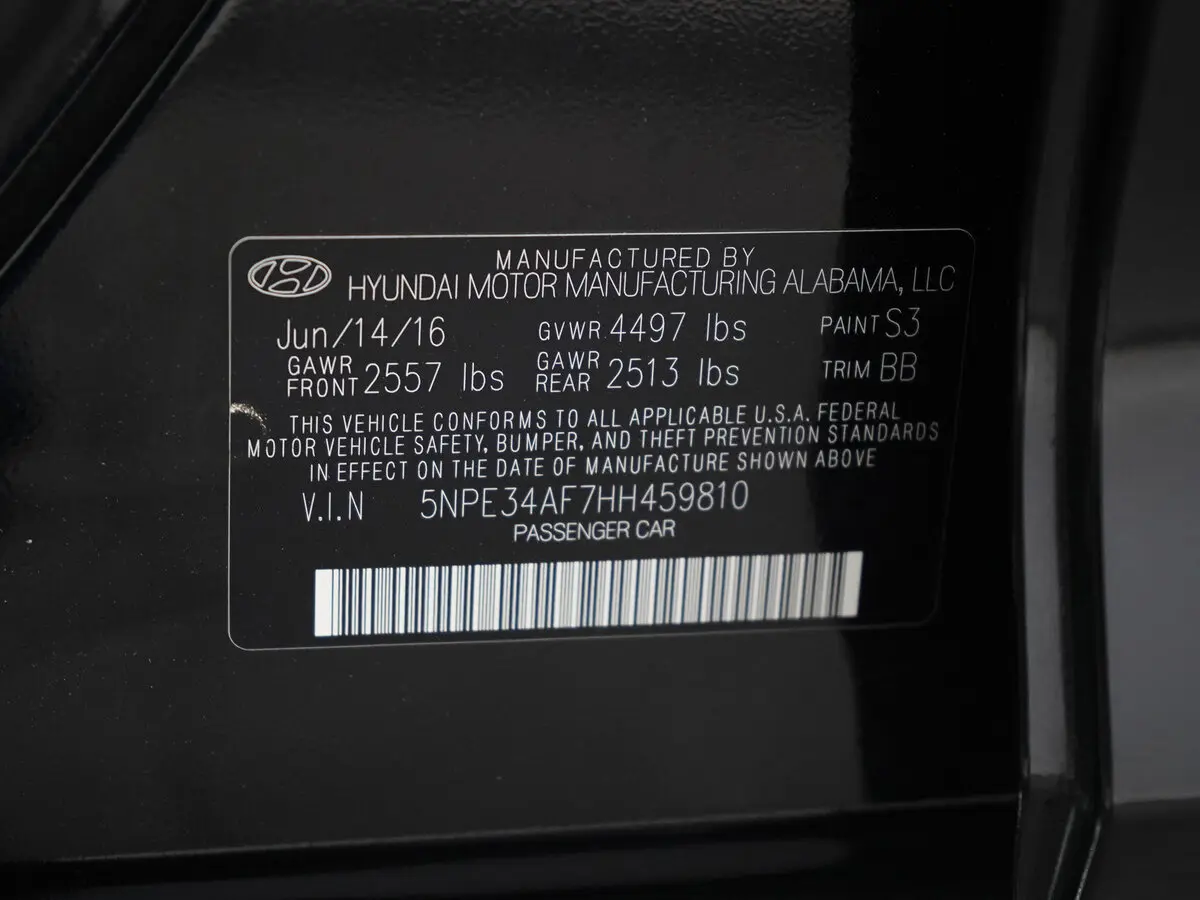 MANUFACTURED BY
HYUNDAI MOTOR MANUFACTURING ALABAMA, LLC
Jun/14/16 GVWR 4497 lbs PAINT S3
GAWR FRONT 2557 lbs GAWR REAR 2513 lbs TRIM BB
THIS VEHICLE CONFORMS TO ALL APPLICABLE U.S.A. FEDERAL
MOTOR VEHICLE SAFETY, BUMPER, AND THEFT PREVENTION STANDARDS
IN EFFECT ON THE DATE OF MANUFACTURE SHOWN ABOVE
V.I.N 5NPE34AF7HH459810
PASSENGER CAR